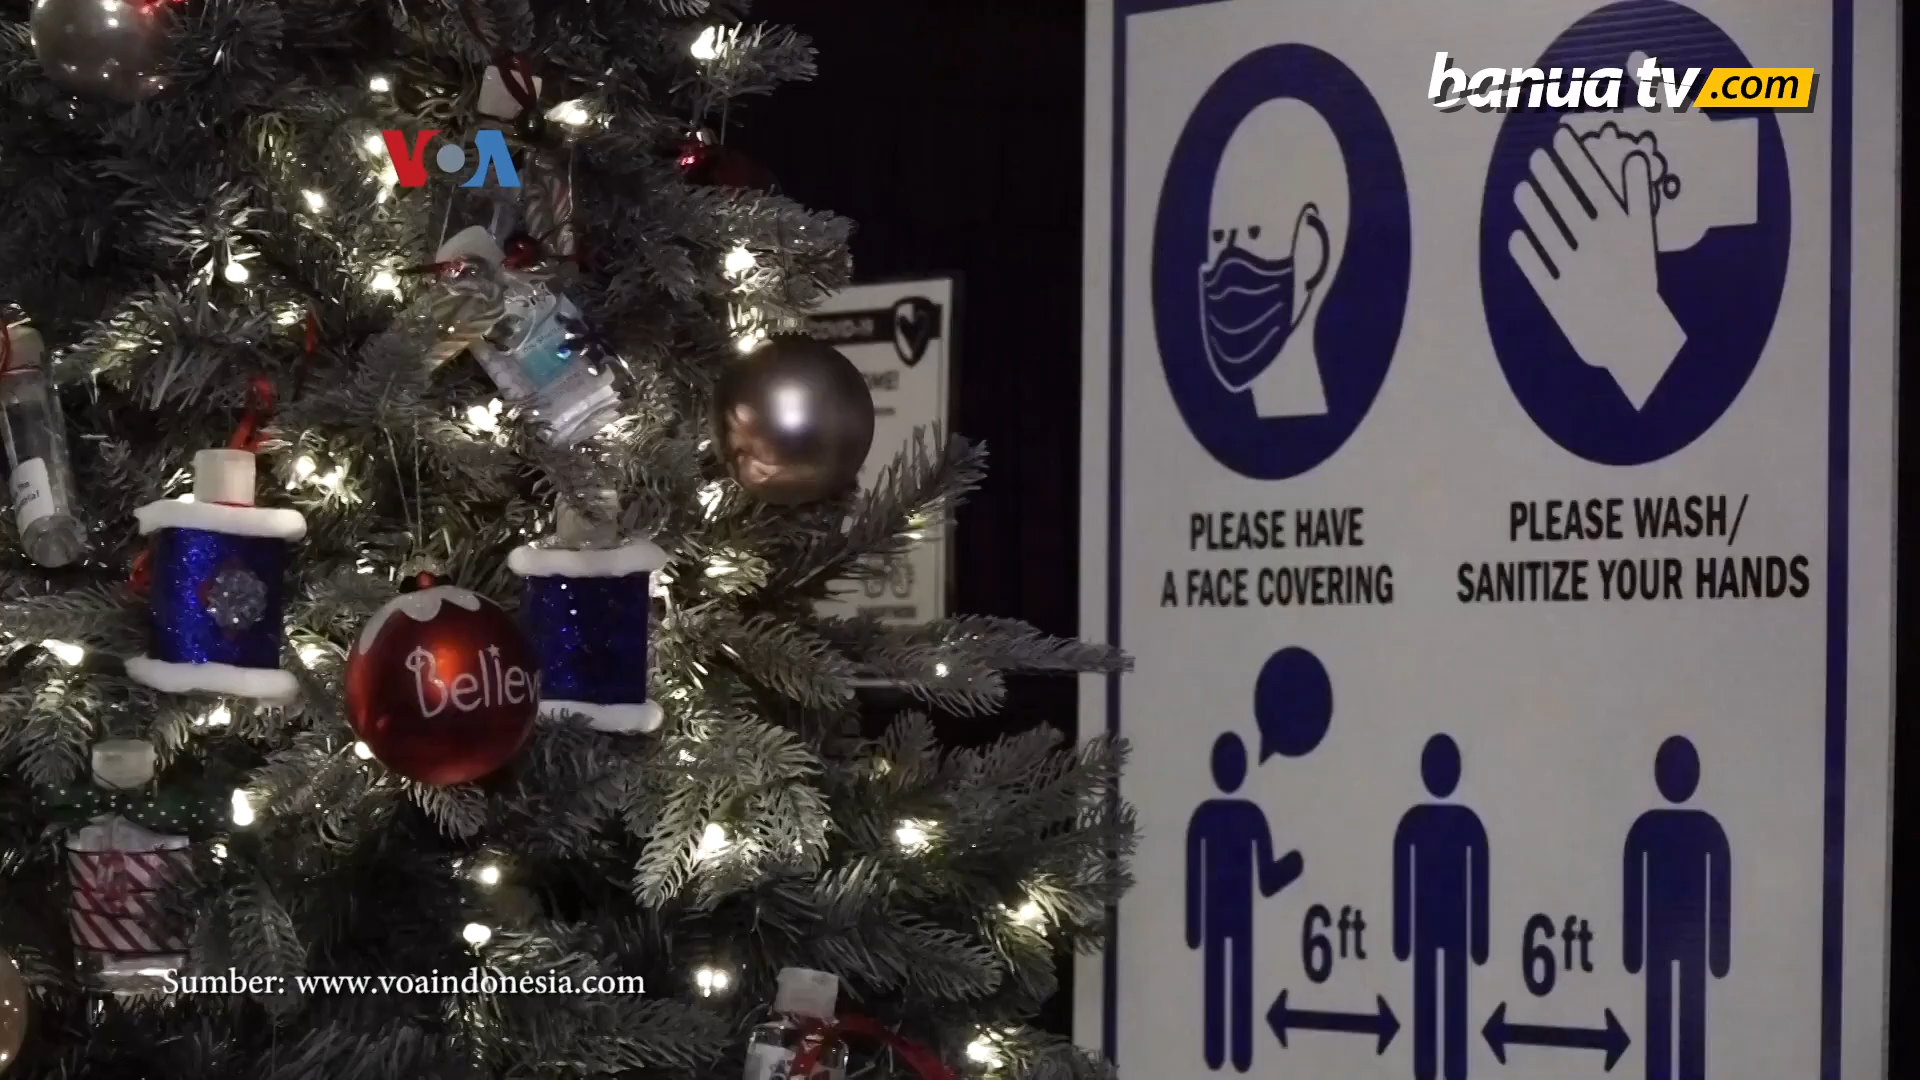 banua tv.com
VOA
PLEASE HAVE
A FACE COVERING
PLEASE WASH/
SANITIZE YOUR HANDS
Believ
6ft
6ft
Sumber: www.voaindonesia.com